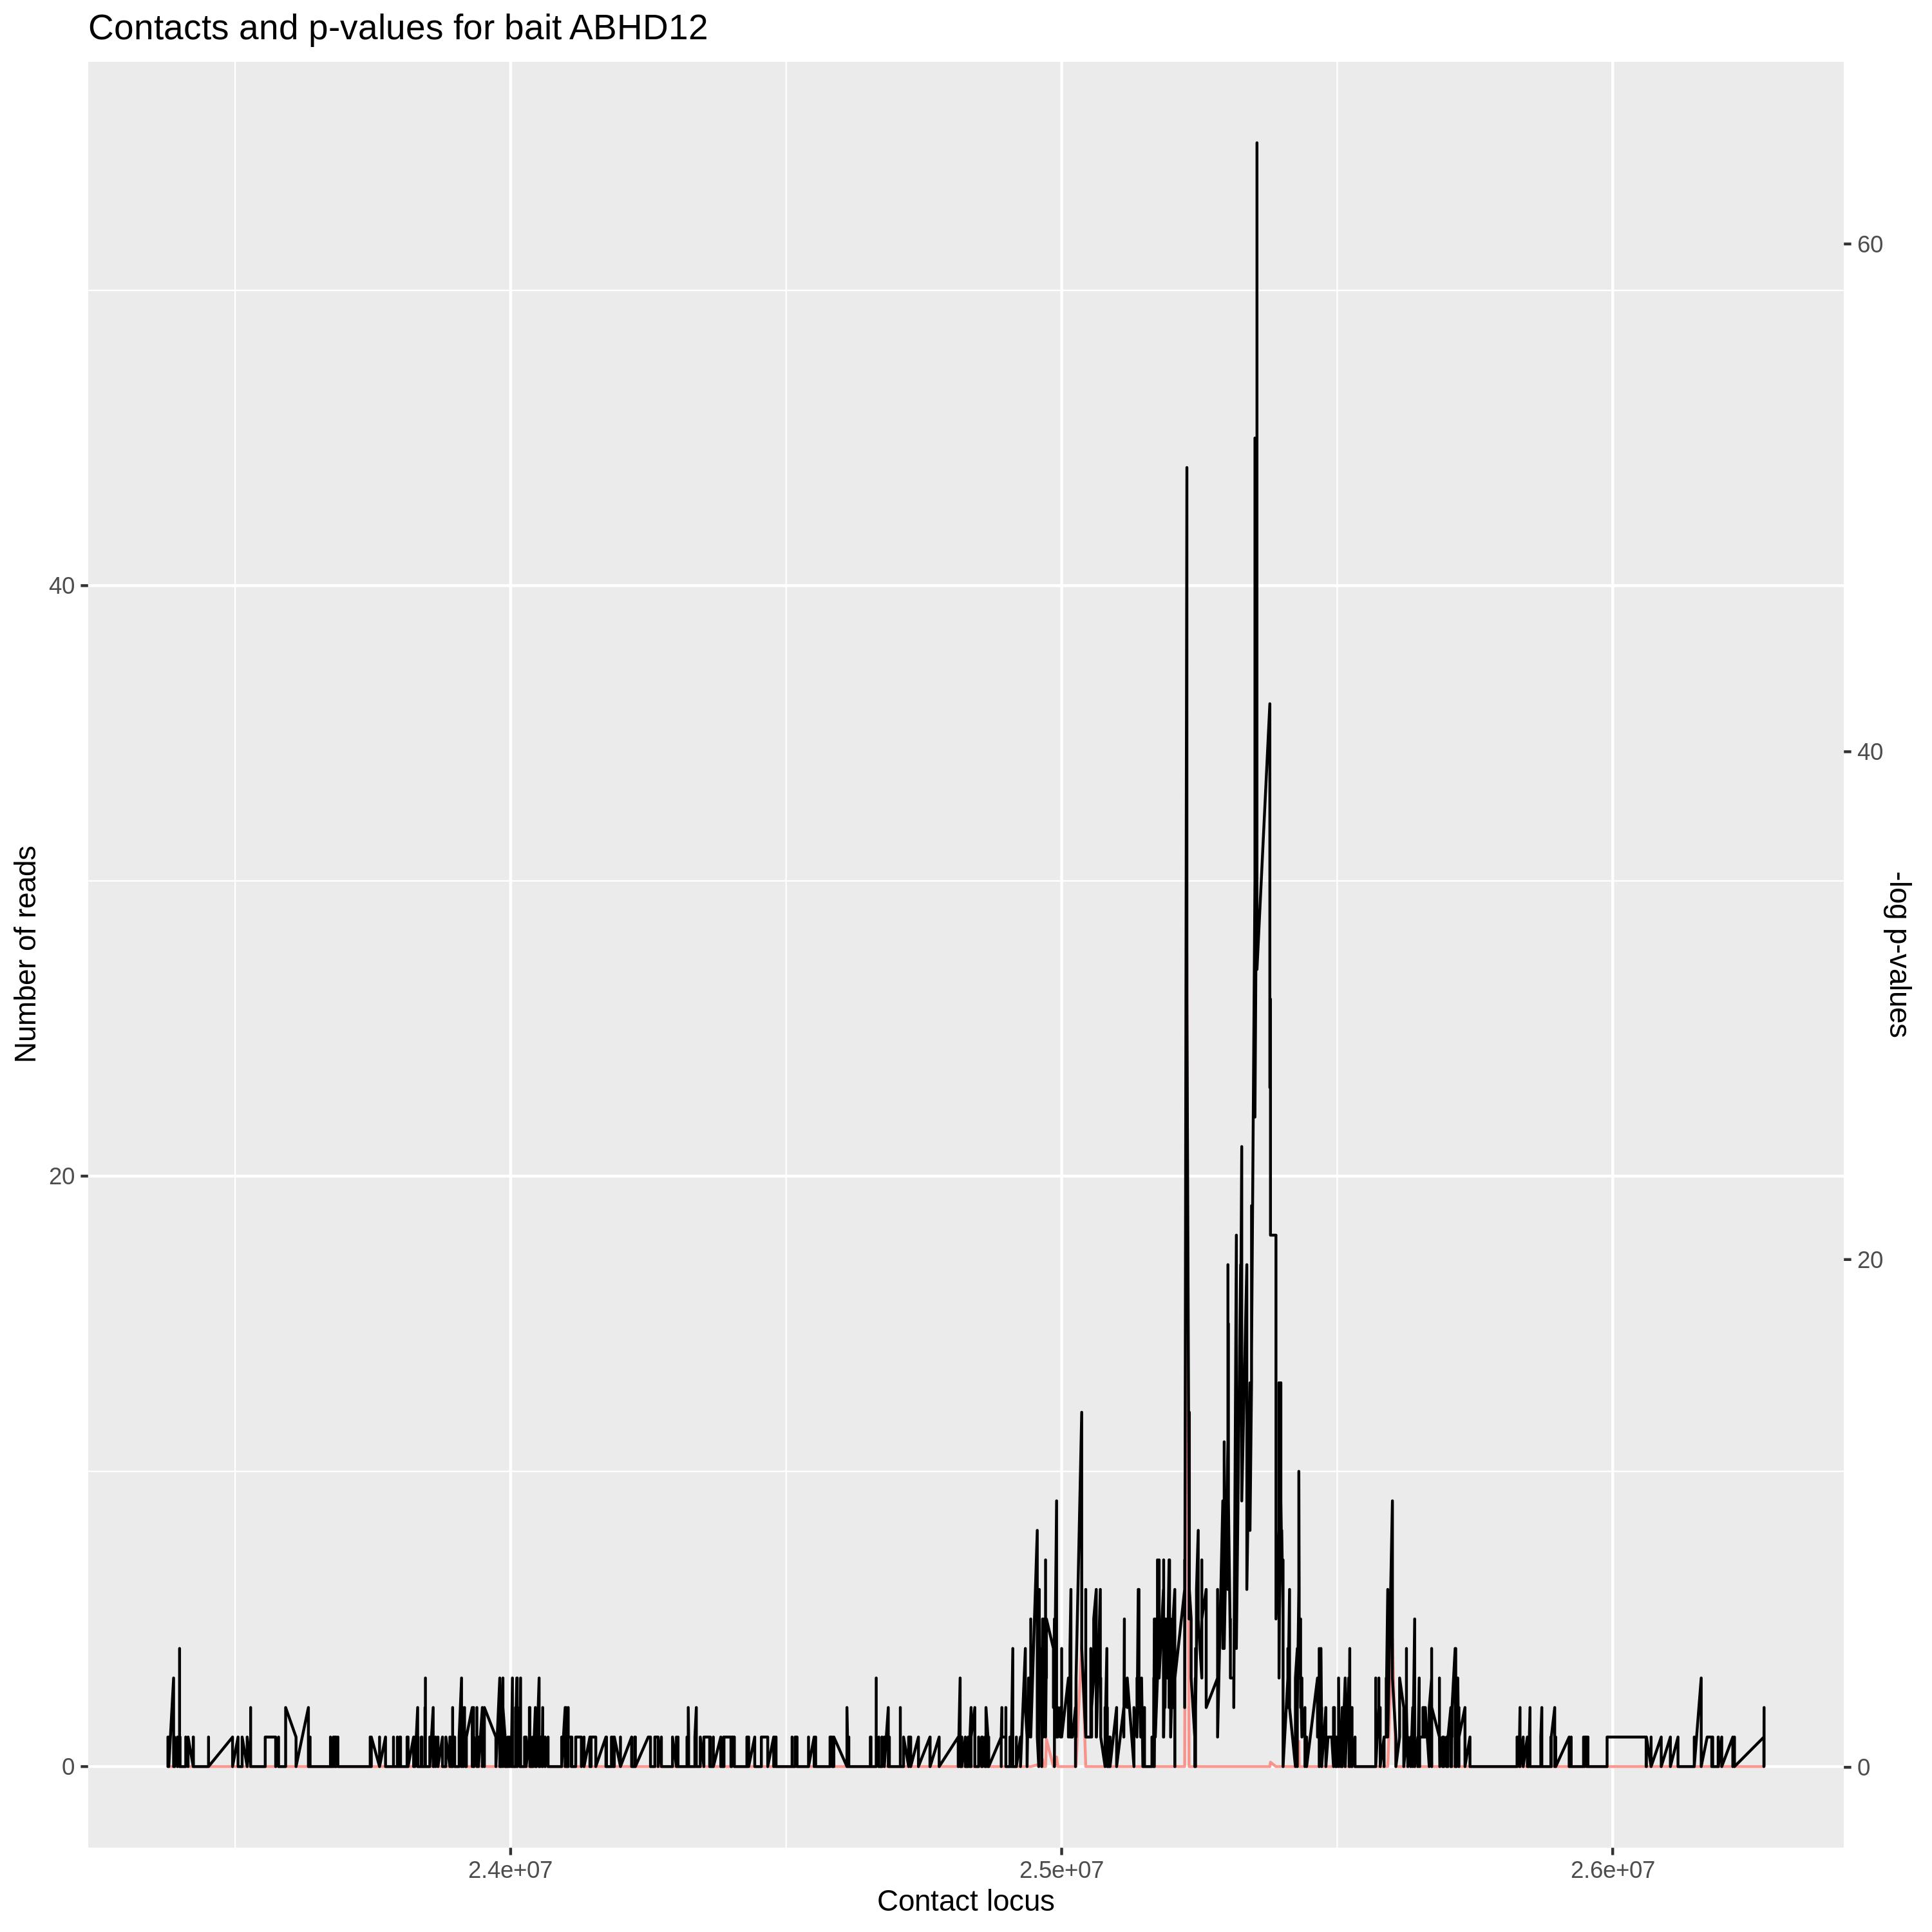 Contacts and p-values for bait ABHD12
Number of reads
40
20
0
60
40
20
0
-log p-values
2.4e+07
2.5e+07
2.6e+07
Contact locus